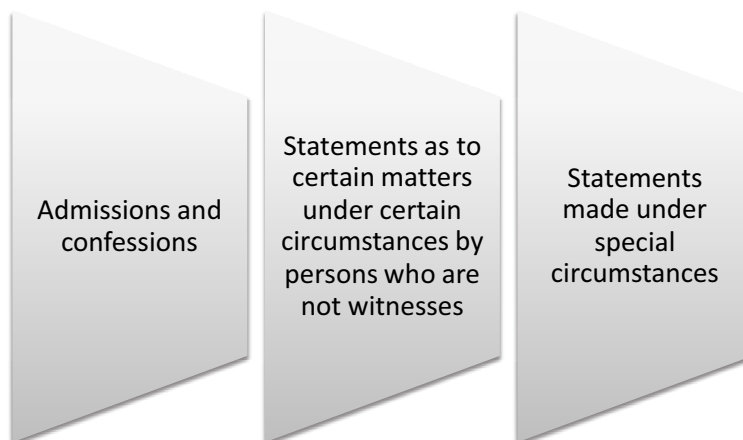 Admissions and
confessions
Statements as to
certain matters
under certain
circumstances by
persons who are
not witnesses
Statements
made under
special
circumstances